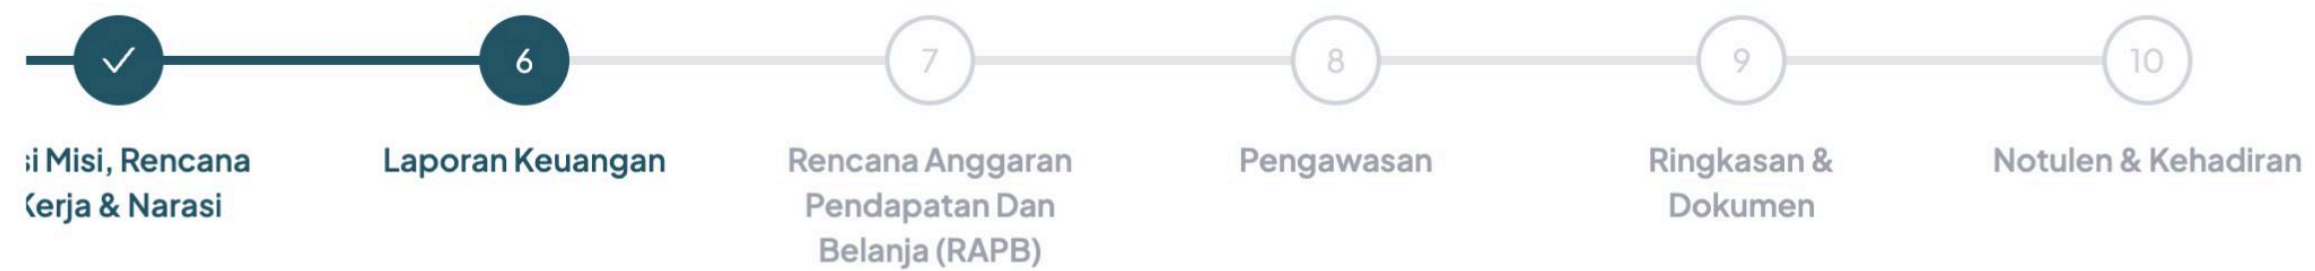 6
7
8
9
10
si Misi, Rencana
Kerja & Narasi
Laporan Keuangan
Rencana Anggaran
Pendapatan Dan
Belanja (RAPB)
Pengawasan
Ringkasan &
Dokumen
Notulen & Kehadiran